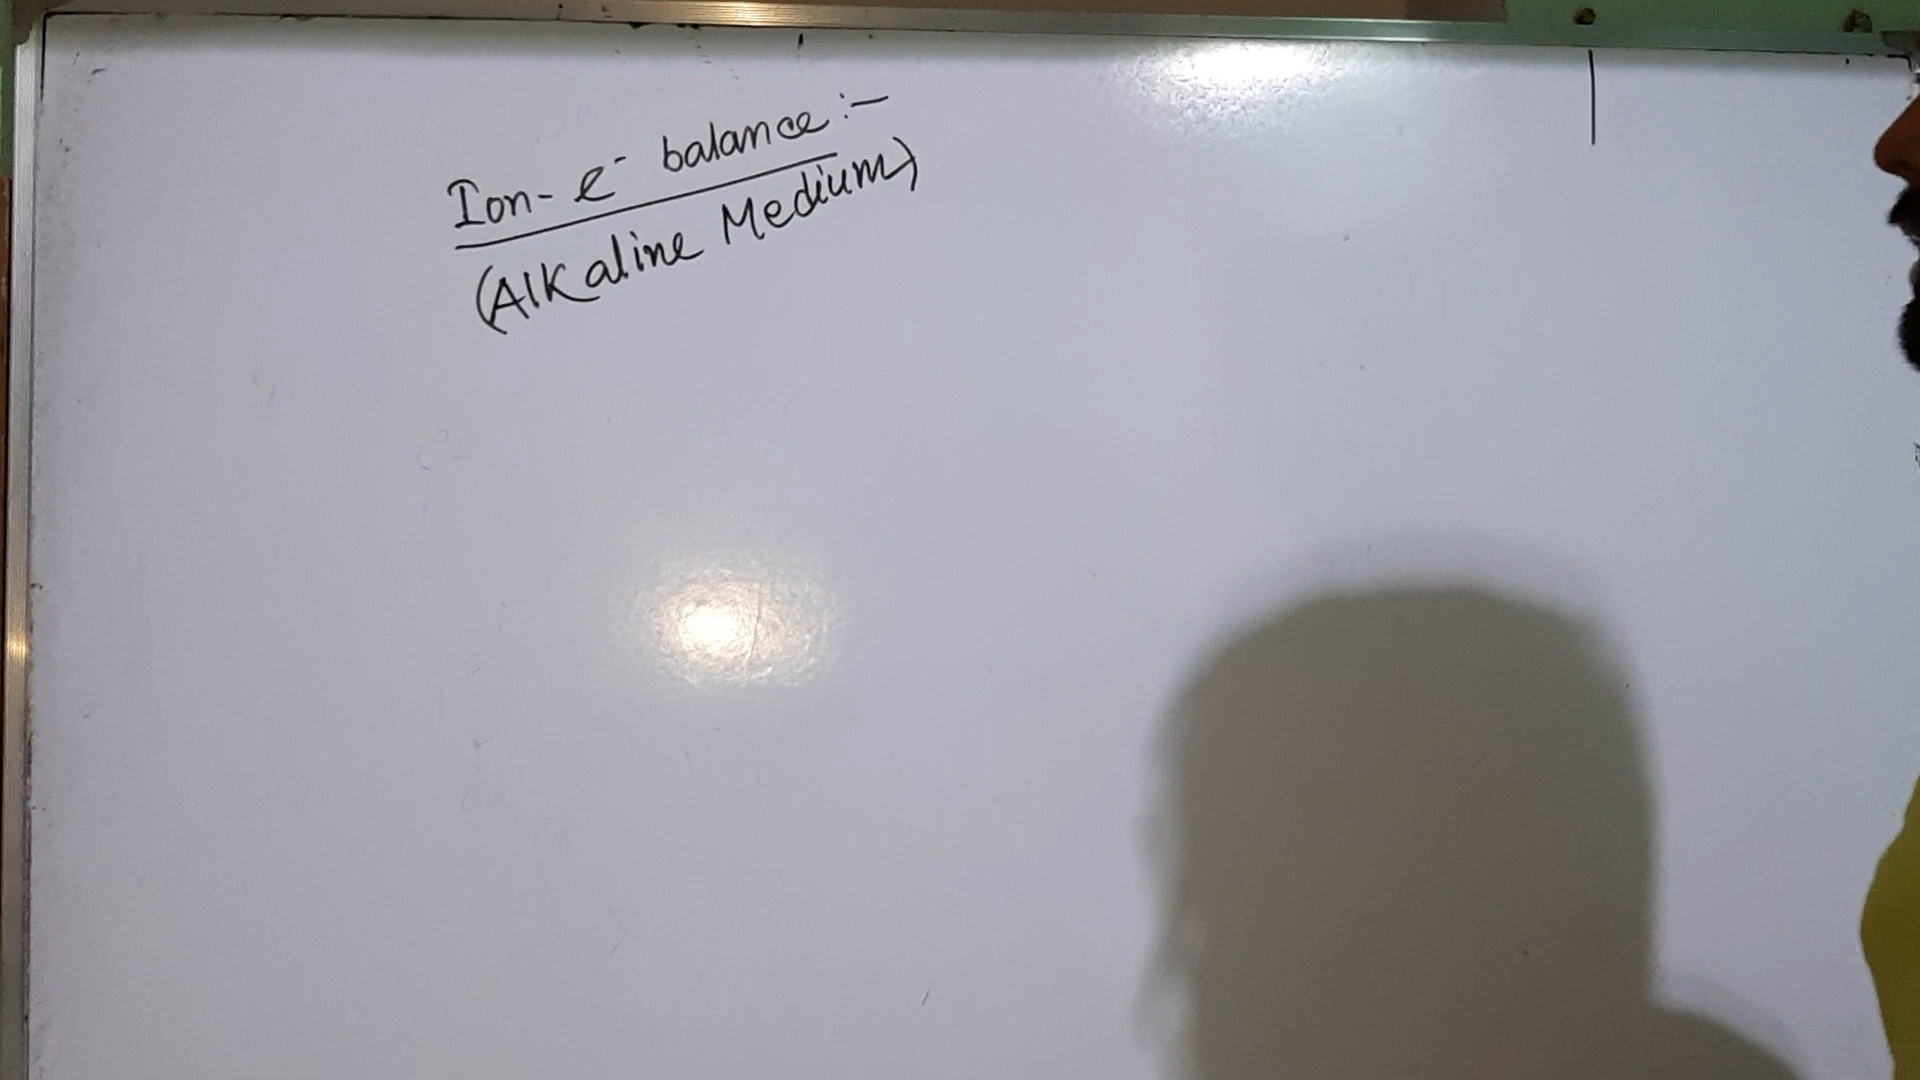 Ion- e⁻ balance :-
(Alkaline Medium)